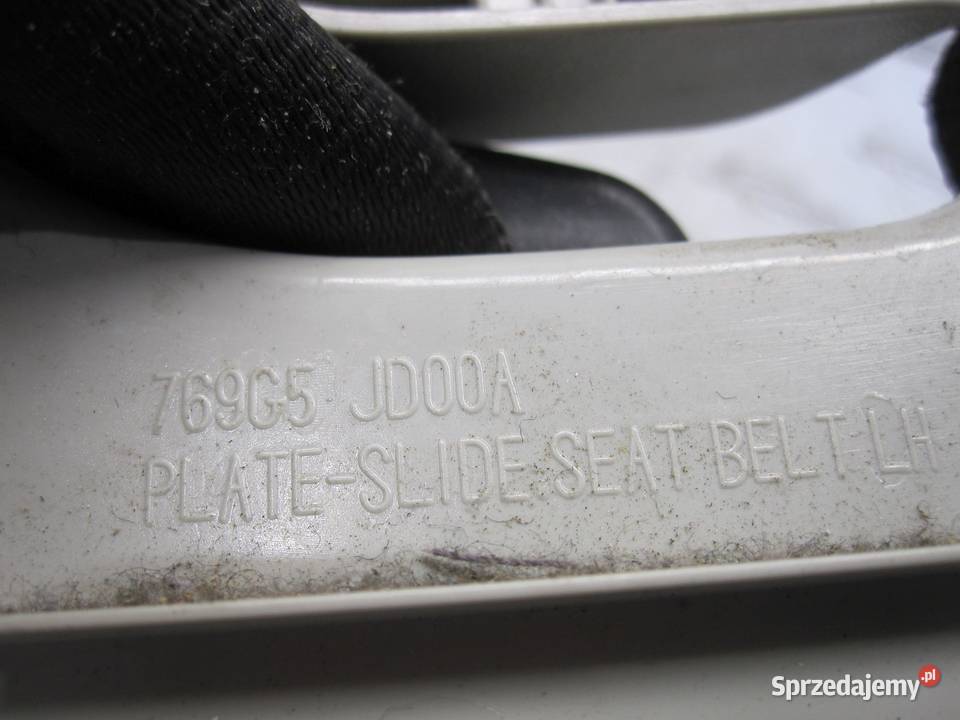 769G5 JD00A
PLATE-SLIDE SEAT BELT LH
Sprzedajemy.pl